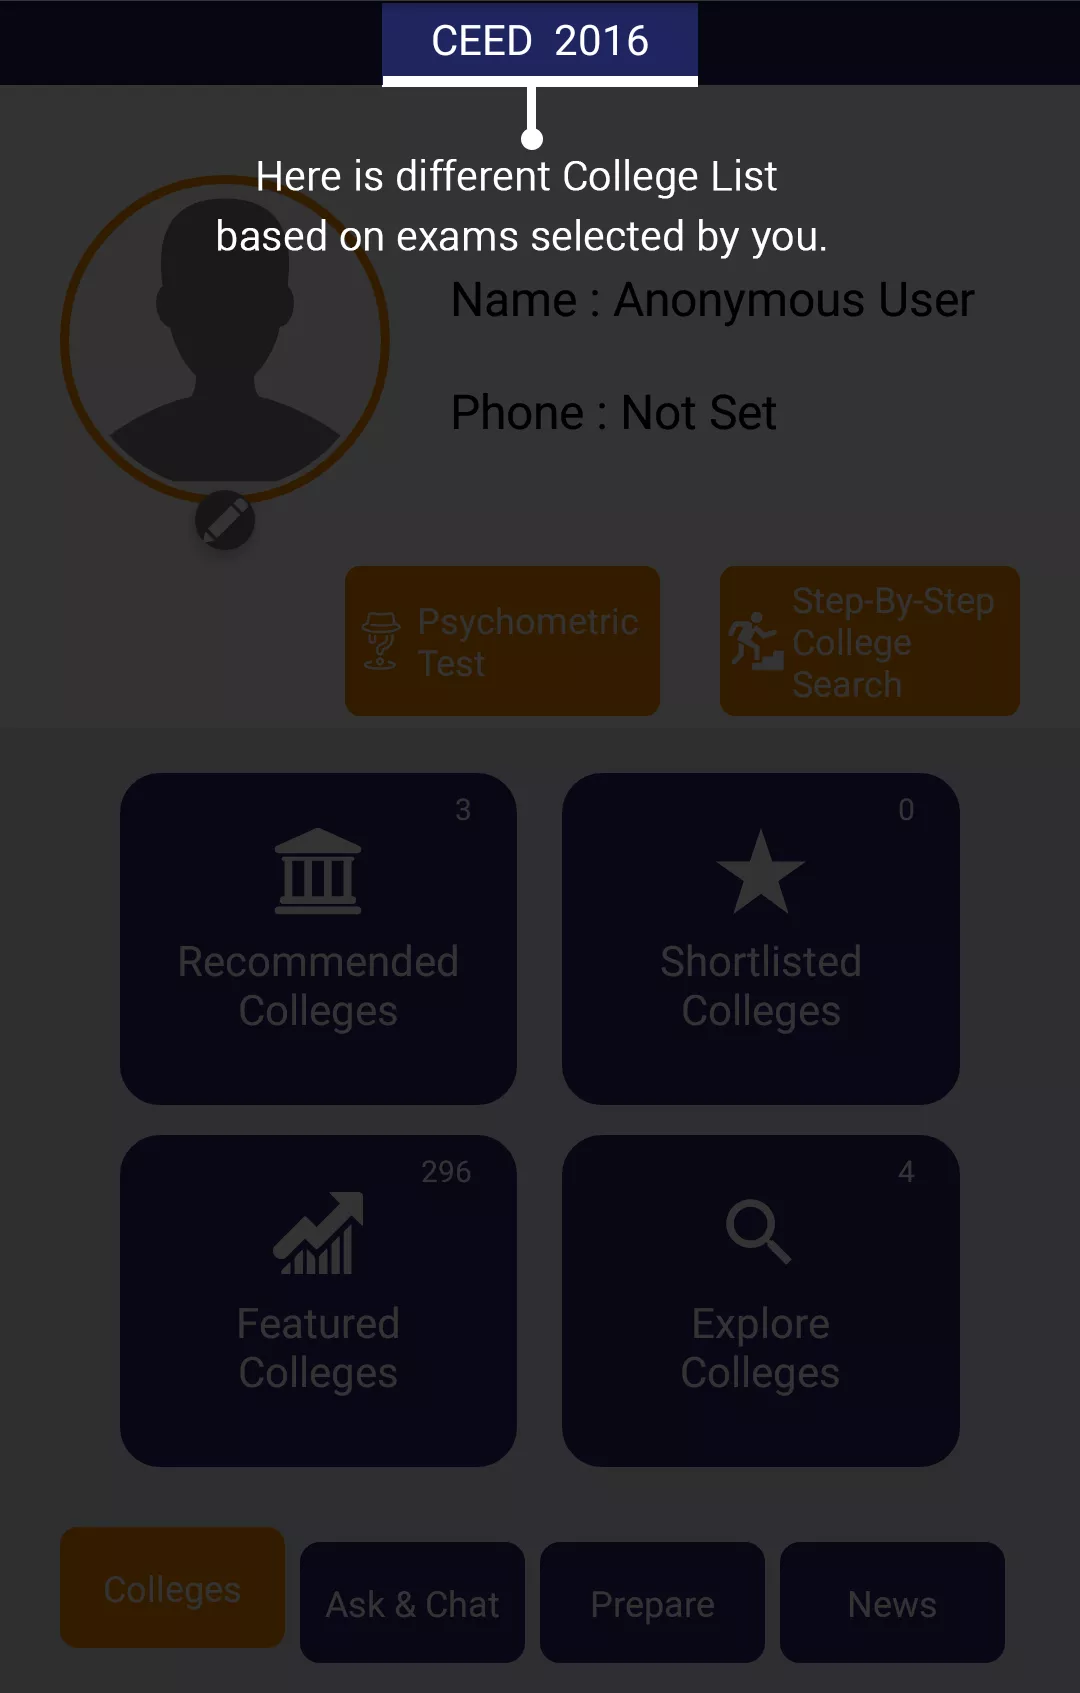 CEED 2016
Here is different College List
based on exams selected by you.
Name : Anonymous User
Phone : Not Set
Psychometric
Test
Step-By-Step
College
Search
3
Recommended
Colleges
0
Shortlisted
Colleges
296
Featured
Colleges
4
Explore
Colleges
Colleges
Ask & Chat
Prepare
News